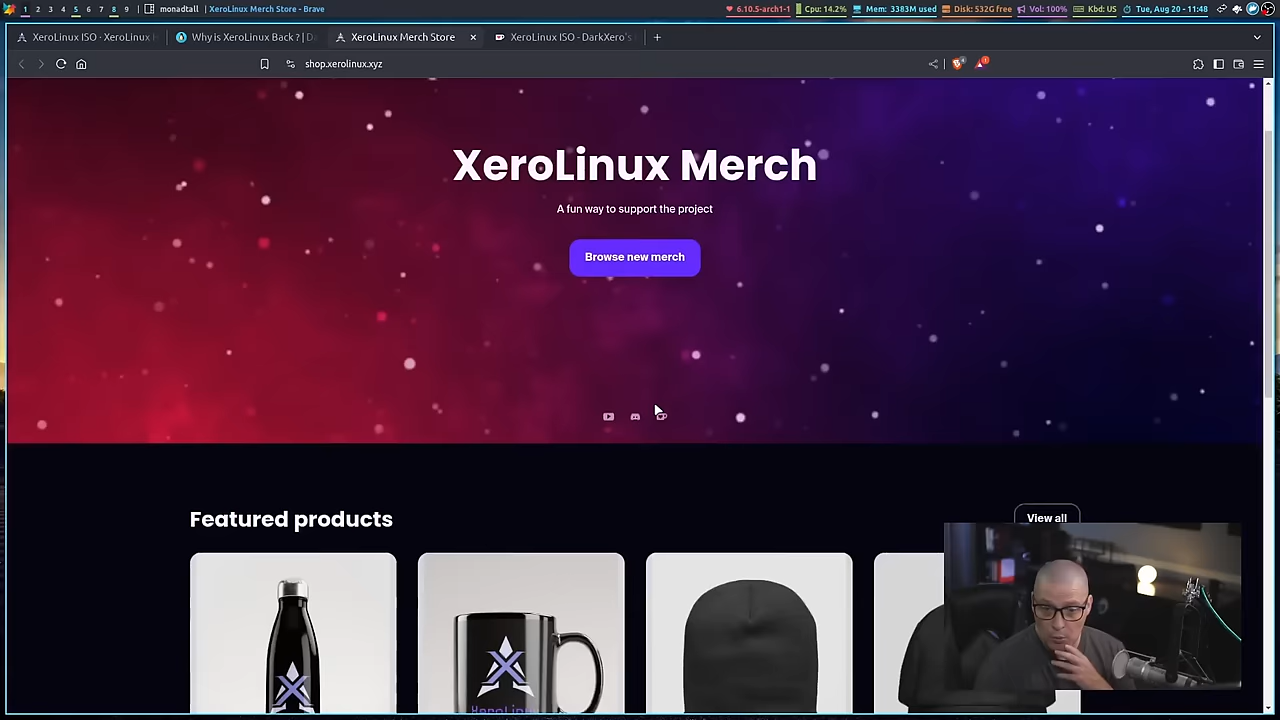 1 2 3 4 5 6 7 8 9 monadtall XeroLinux Merch Store - Brave 6.10.5-arch1-1 Cpu: 14.2% Mem: 3383M used Disk: 532G free Vol: 100% Kbd: US Tue, Aug 20 - 11:48
XeroLinux ISO · XeroLinux Why is XeroLinux Back ? | Da XeroLinux Merch Store XeroLinux ISO - DarkXero's
shop.xerolinux.xyz
XeroLinux Merch
A fun way to support the project
Browse new merch
Featured products
View all
XeroLinux